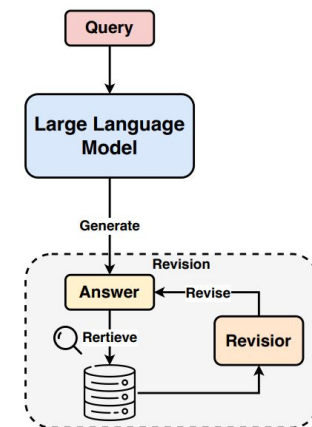 Query
Large Language
Model
Generate
Revision
Answer
Revise
Rertieve
Revisior